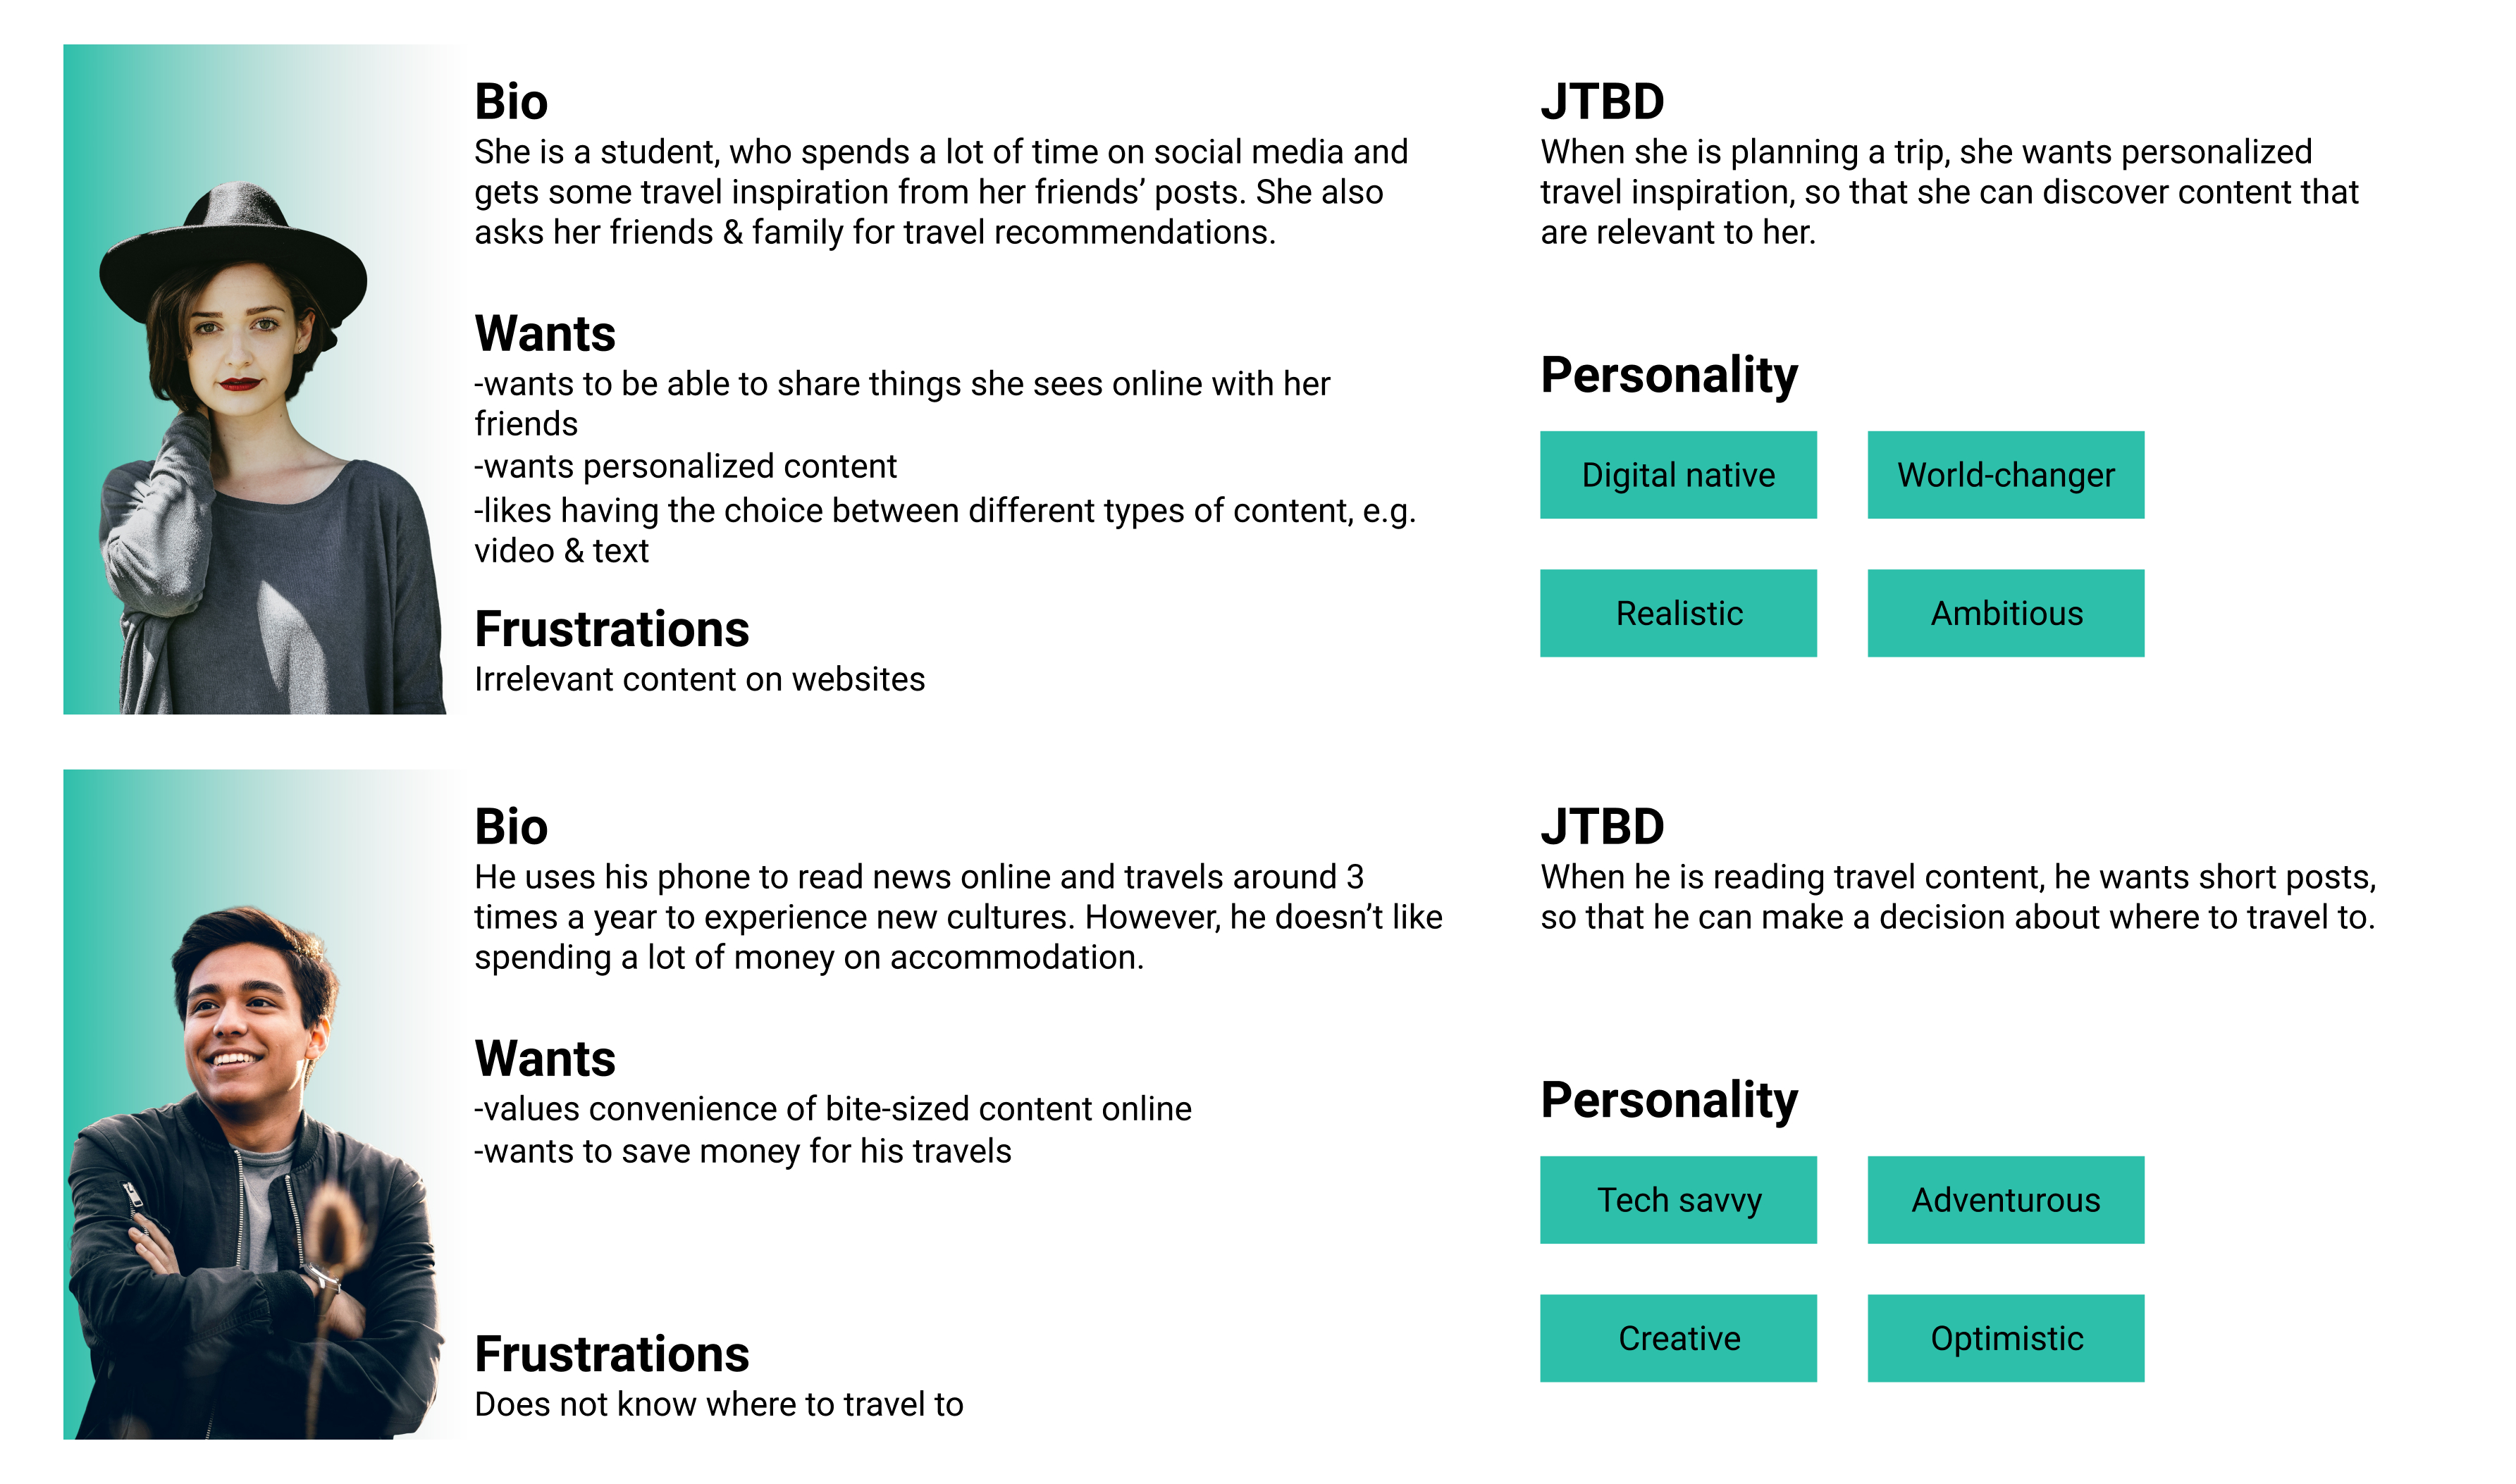 Bio
She is a student, who spends a lot of time on social media and
gets some travel inspiration from her friends’ posts. She also
asks her friends & family for travel recommendations.
Wants
-wants to be able to share things she sees online with her
friends
-wants personalized content
-likes having the choice between different types of content, e.g.
video & text
Frustrations
Irrelevant content on websites
JTBD
When she is planning a trip, she wants personalized
travel inspiration, so that she can discover content that
are relevant to her.
Personality
Digital native
World-changer
Realistic
Ambitious
Bio
He uses his phone to read news online and travels around 3
times a year to experience new cultures. However, he doesn’t like
spending a lot of money on accommodation.
Wants
-values convenience of bite-sized content online
-wants to save money for his travels
Frustrations
Does not know where to travel to
JTBD
When he is reading travel content, he wants short posts,
so that he can make a decision about where to travel to.
Personality
Tech savvy
Adventurous
Creative
Optimistic